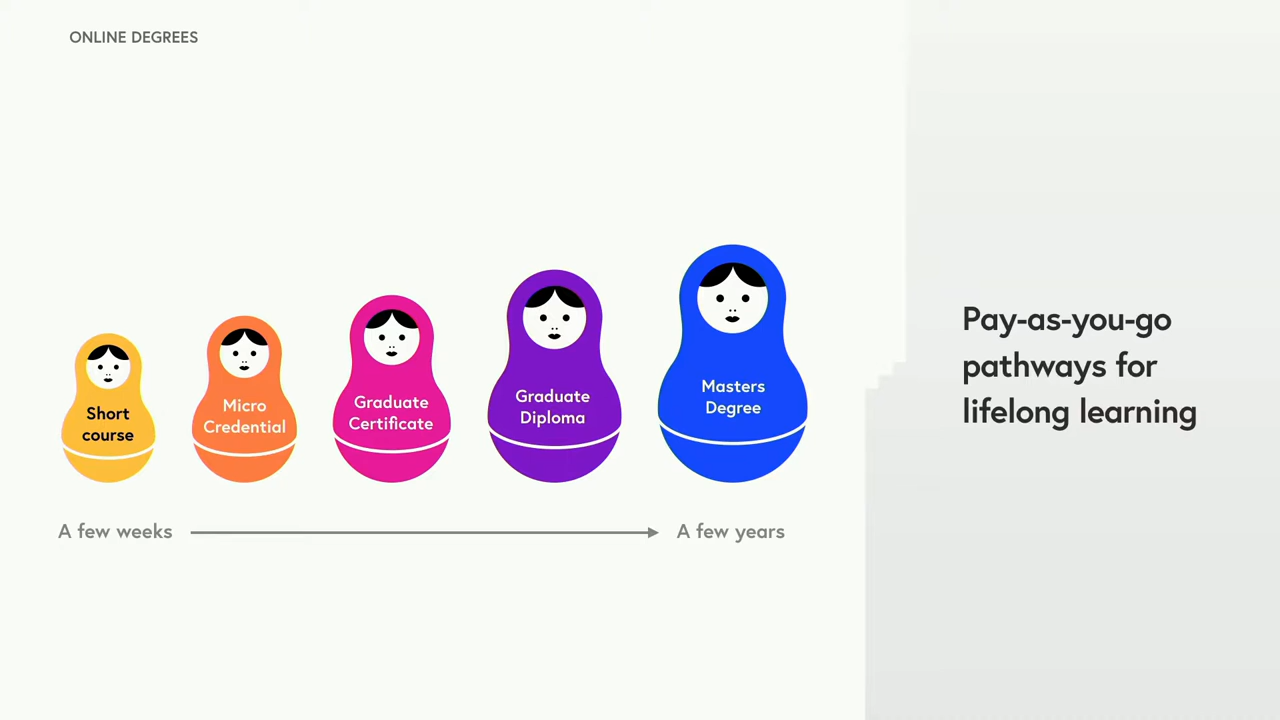 ONLINE DEGREES
Short
course
Micro
Credential
Graduate
Certificate
Graduate
Diploma
Masters
Degree
A few weeks
A few years
Pay-as-you-go
pathways for
lifelong learning